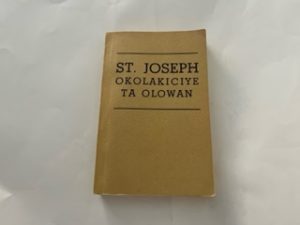 ST. JOSEPH
OKOLAKICIYE
TA OLOWAN